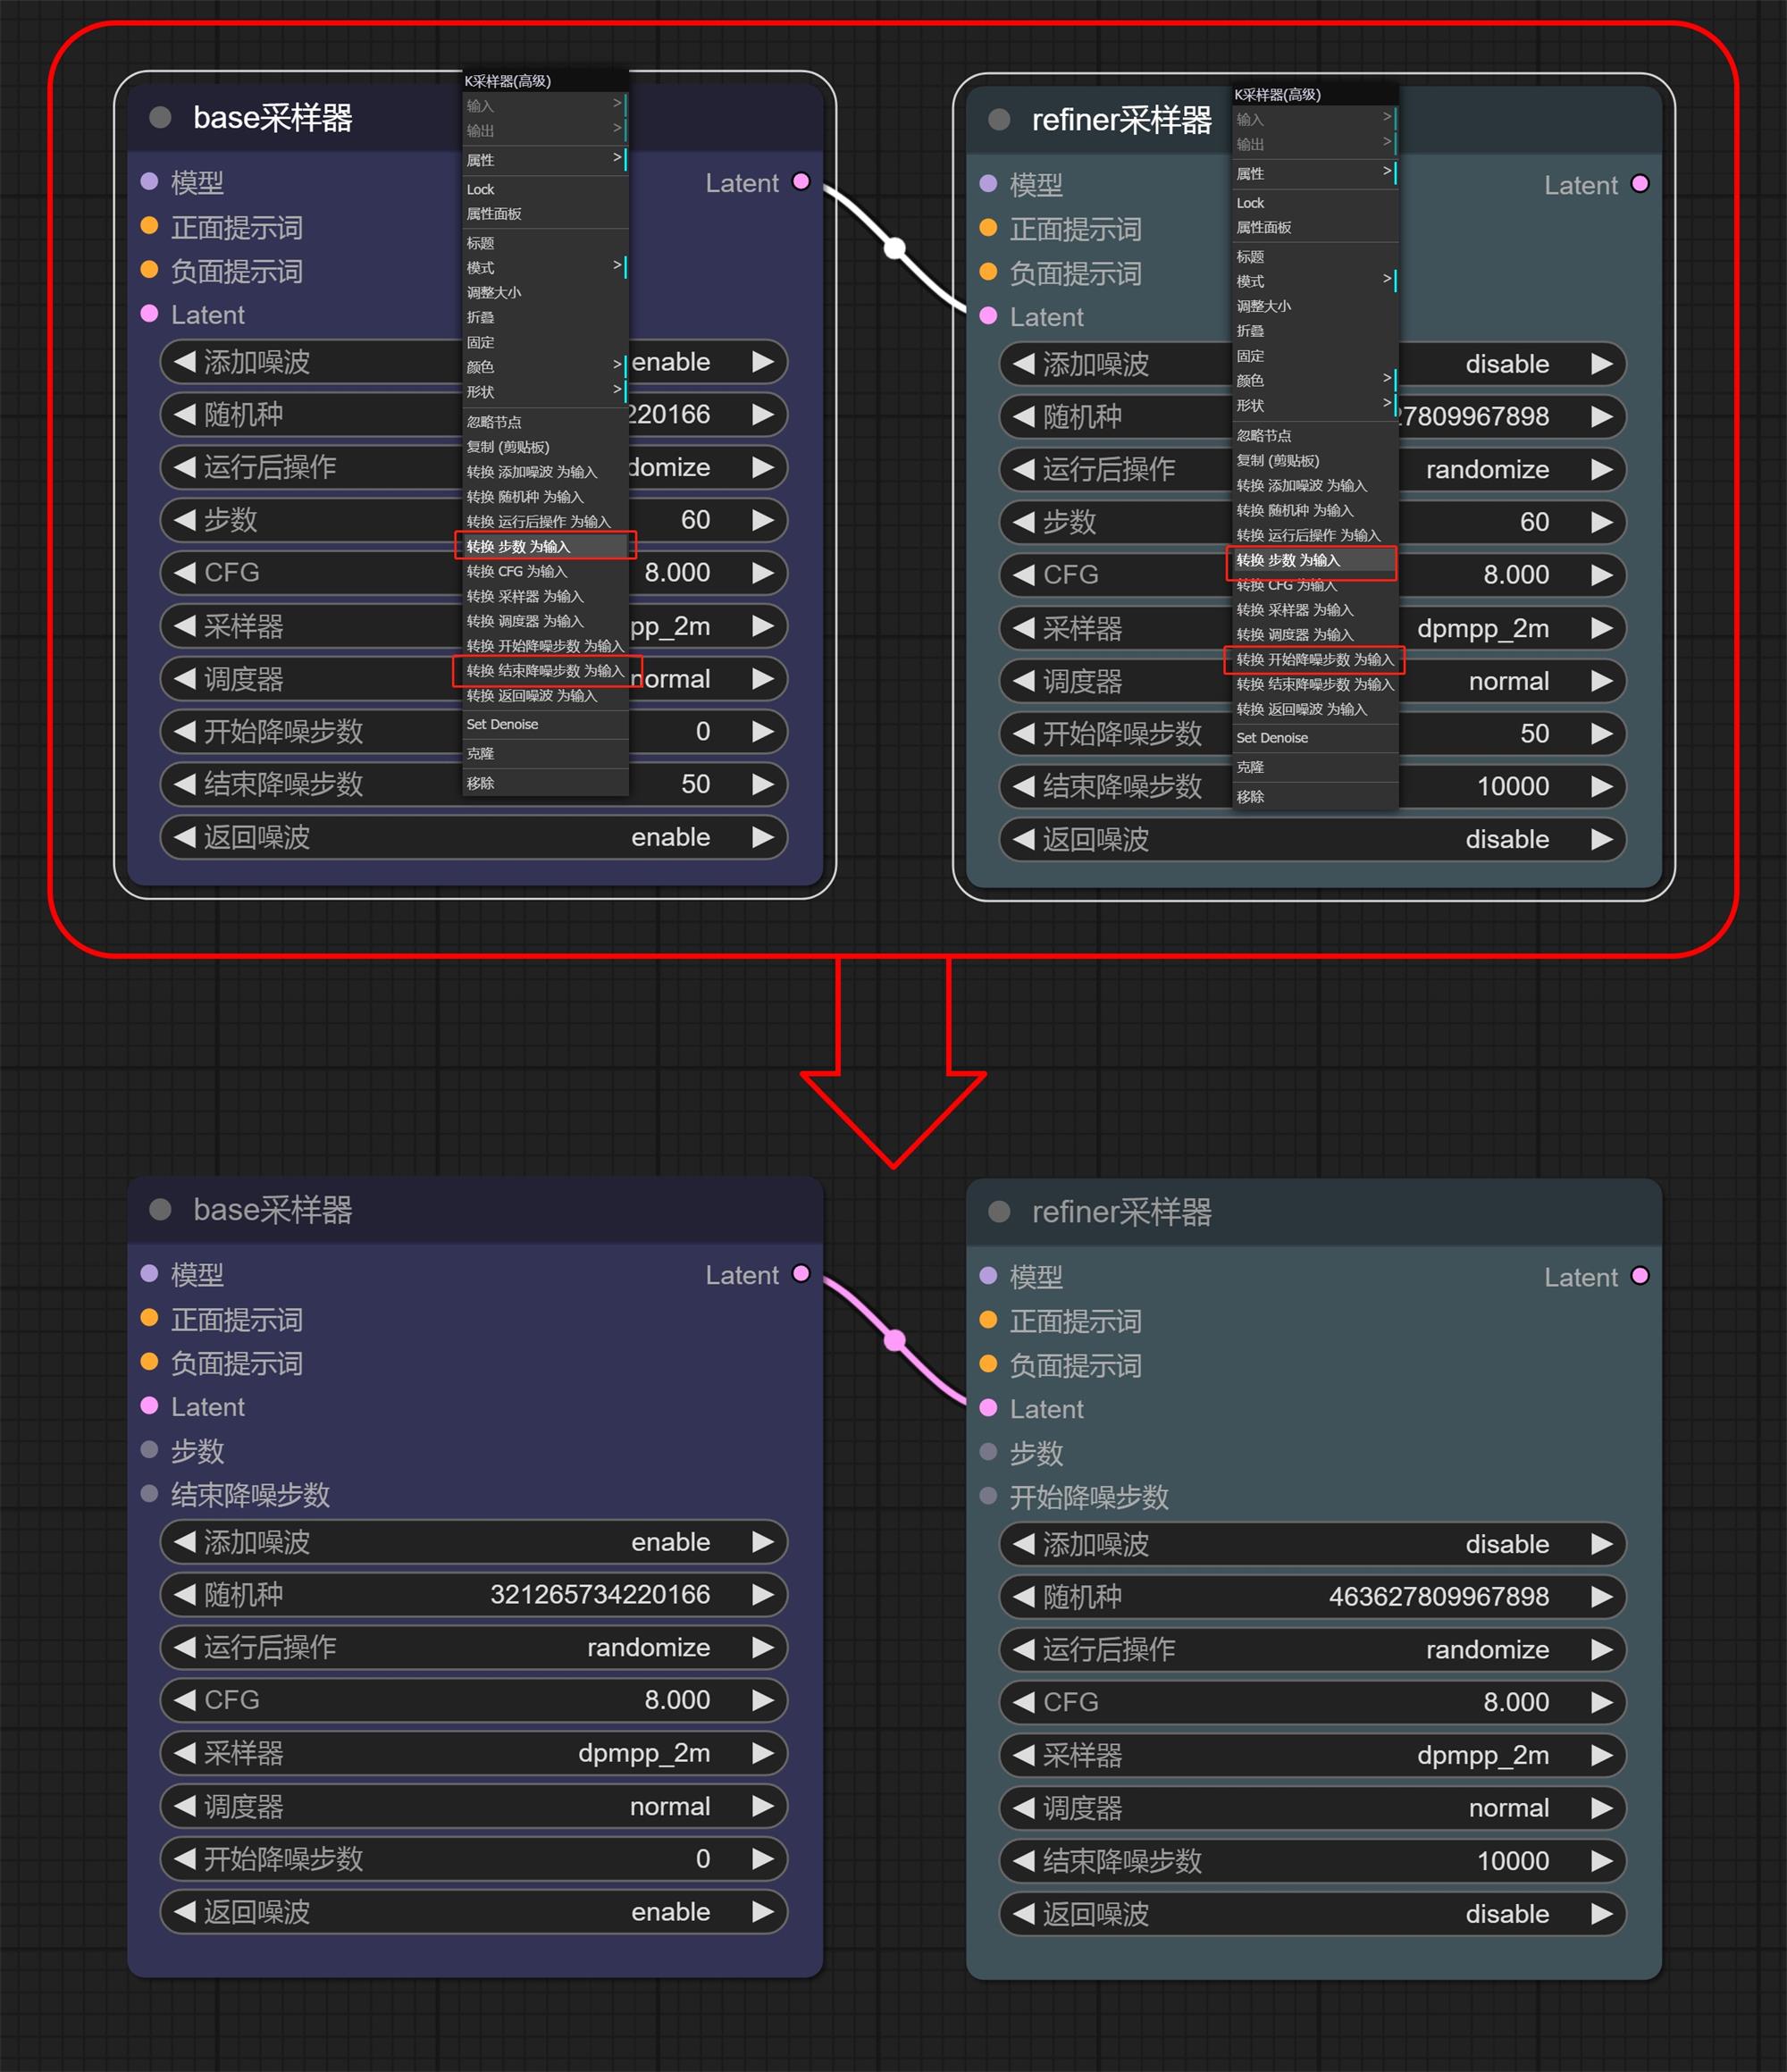 base采样器
模型
Latent
正面提示词
负面提示词
Latent
添加噪波
enable
随机种
220166
运行后操作
domize
步数
60
CFG
8.000
采样器
pp_2m
调度器
normal
开始降噪步数
0
结束降噪步数
50
返回噪波
enable
K采样器(高级)
输入 >
输出 >
属性 >
Lock
属性面板
标题
模式 >
调整大小
折叠
固定
颜色 >
形状 >
忽略节点
复制 (剪贴板)
转换 添加噪波 为输入
转换 随机种 为输入
转换 运行后操作 为输入
转换 步数 为输入
转换 CFG 为输入
转换 采样器 为输入
转换 调度器 为输入
转换 开始降噪步数 为输入
转换 结束降噪步数 为输入
转换 返回噪波 为输入
Set Denoise
克隆
移除
refiner采样器
模型
Latent
正面提示词
负面提示词
Latent
添加噪波
disable
随机种
27809967898
运行后操作
randomize
步数
60
CFG
8.000
采样器
dpmpp_2m
调度器
normal
开始降噪步数
50
结束降噪步数
10000
返回噪波
disable
K采样器(高级)
输入 >
输出 >
属性 >
Lock
属性面板
标题
模式 >
调整大小
折叠
固定
颜色 >
形状 >
忽略节点
复制 (剪贴板)
转换 添加噪波 为输入
转换 随机种 为输入
转换 运行后操作 为输入
转换 步数 为输入
转换 CFG 为输入
转换 采样器 为输入
转换 调度器 为输入
转换 开始降噪步数 为输入
转换 结束降噪步数 为输入
转换 返回噪波 为输入
Set Denoise
克隆
移除
base采样器
模型
Latent
正面提示词
负面提示词
Latent
步数
结束降噪步数
添加噪波
enable
随机种
321265734220166
运行后操作
randomize
CFG
8.000
采样器
dpmpp_2m
调度器
normal
开始降噪步数
0
返回噪波
enable
refiner采样器
模型
Latent
正面提示词
负面提示词
Latent
步数
开始降噪步数
添加噪波
disable
随机种
463627809967898
运行后操作
randomize
CFG
8.000
采样器
dpmpp_2m
调度器
normal
结束降噪步数
10000
返回噪波
disable